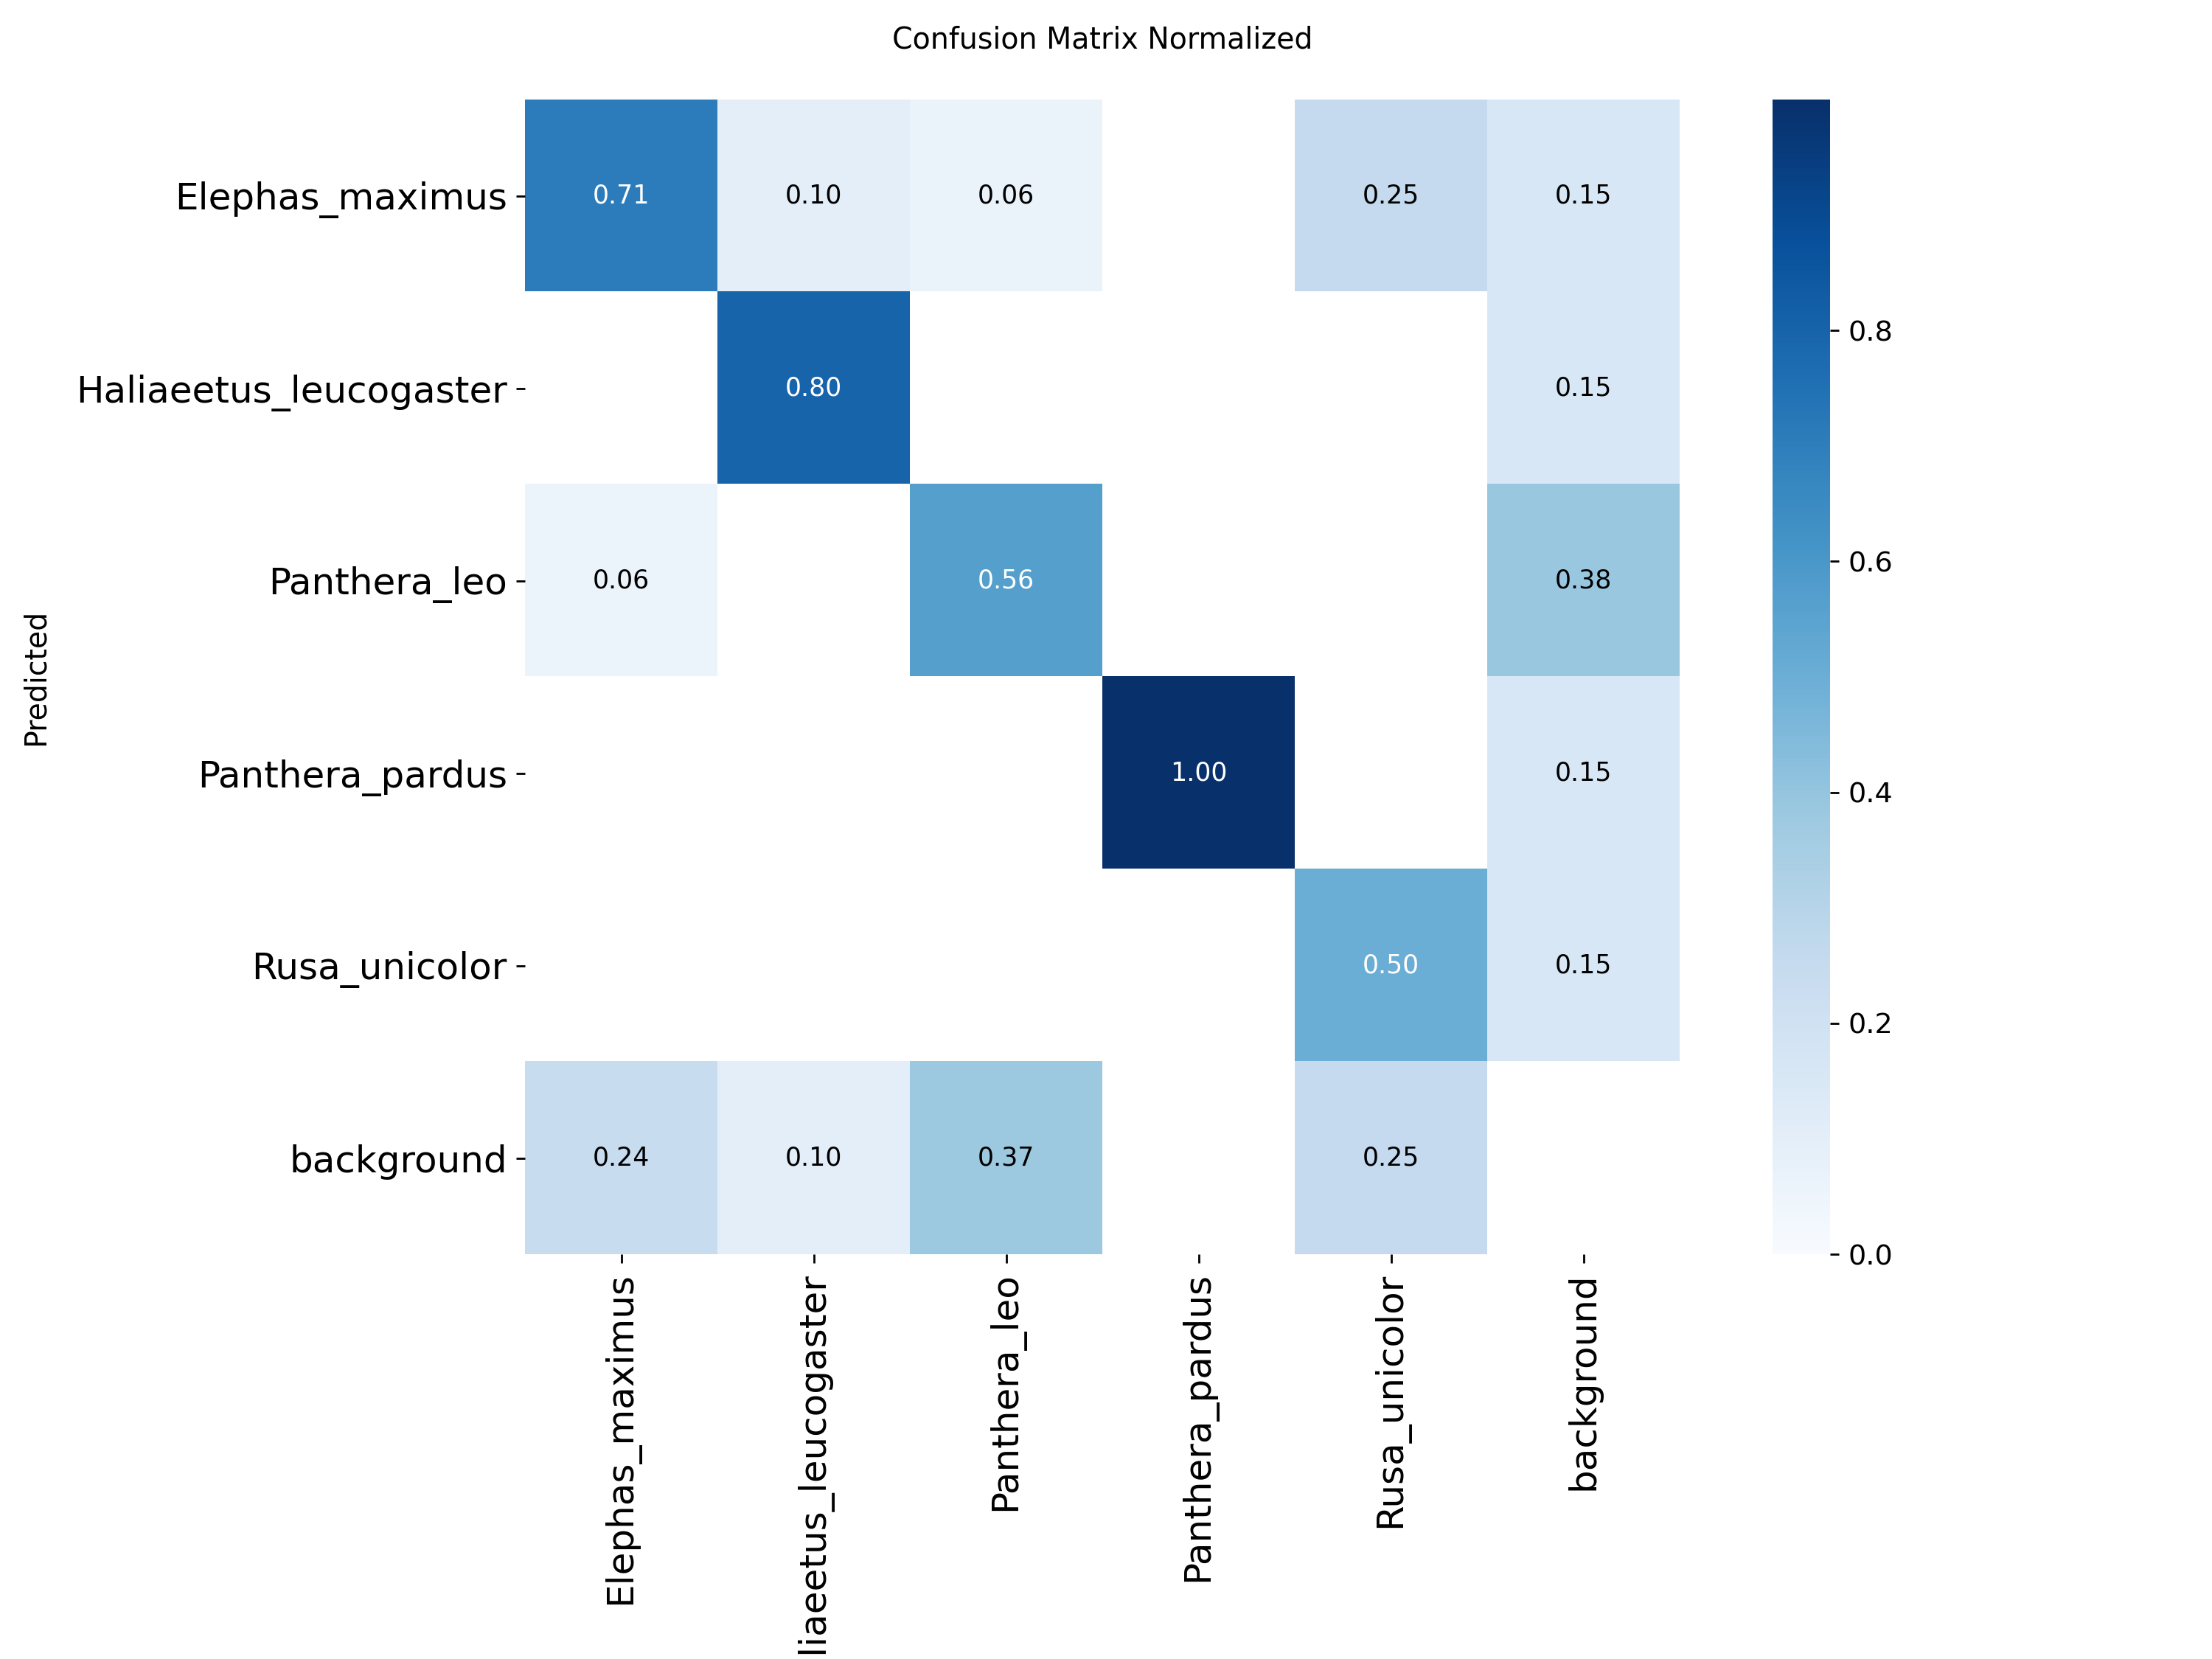 Confusion Matrix Normalized
Predicted
Elephas_maximus
0.71 0.10 0.06 0.25 0.15
Haliaeetus_leucogaster
0.80 0.15
Panthera_leo
0.06 0.56 0.38
Panthera_pardus
1.00 0.15
Rusa_unicolor
0.50 0.15
background
0.24 0.10 0.37 0.25
Elephas_maximus
liaeetus_leucogaster
Panthera_leo
Panthera_pardus
Rusa_unicolor
background
0.8
0.6
0.4
0.2
0.0